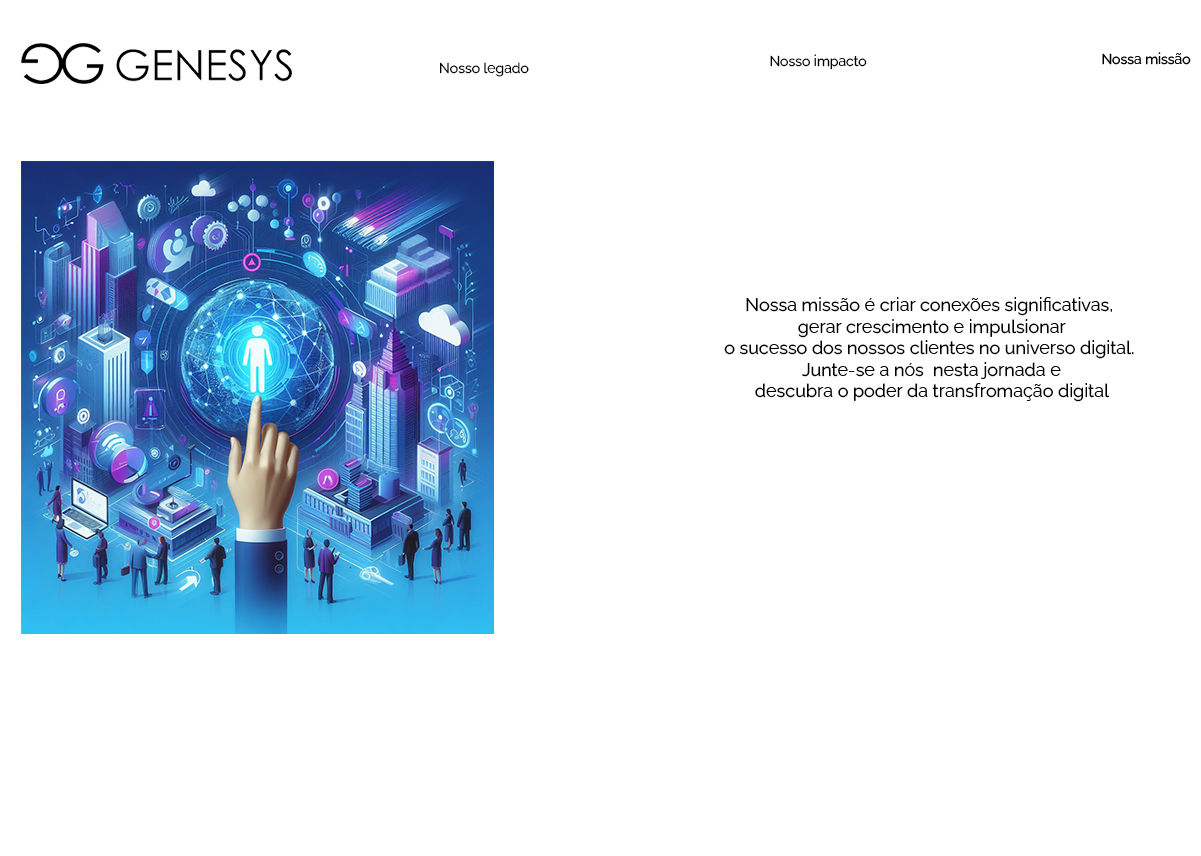 GG GENESYS
Nosso legado
Nosso impacto
Nossa missão
Nossa missão é criar conexões significativas,
gerar crescimento e impulsionar
o sucesso dos nossos clientes no universo digital.
Junte-se a nós  nesta jornada e
descubra o poder da transfromação digital